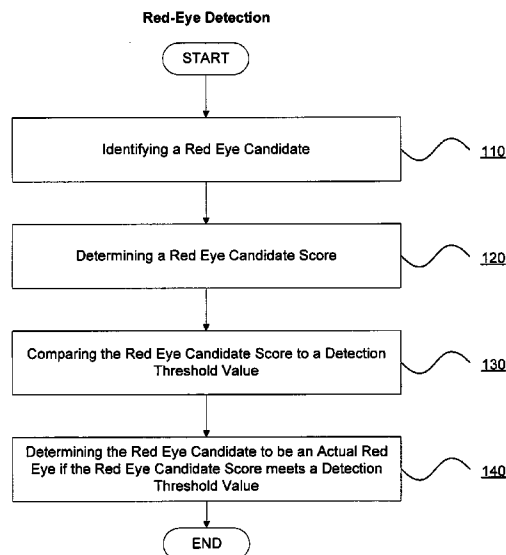 Red-Eye Detection
START
Identifying a Red Eye Candidate
110
Determining a Red Eye Candidate Score
120
Comparing the Red Eye Candidate Score to a Detection
Threshold Value
130
Determining the Red Eye Candidate to be an Actual Red
Eye if the Red Eye Candidate Score meets a Detection
Threshold Value
140
END